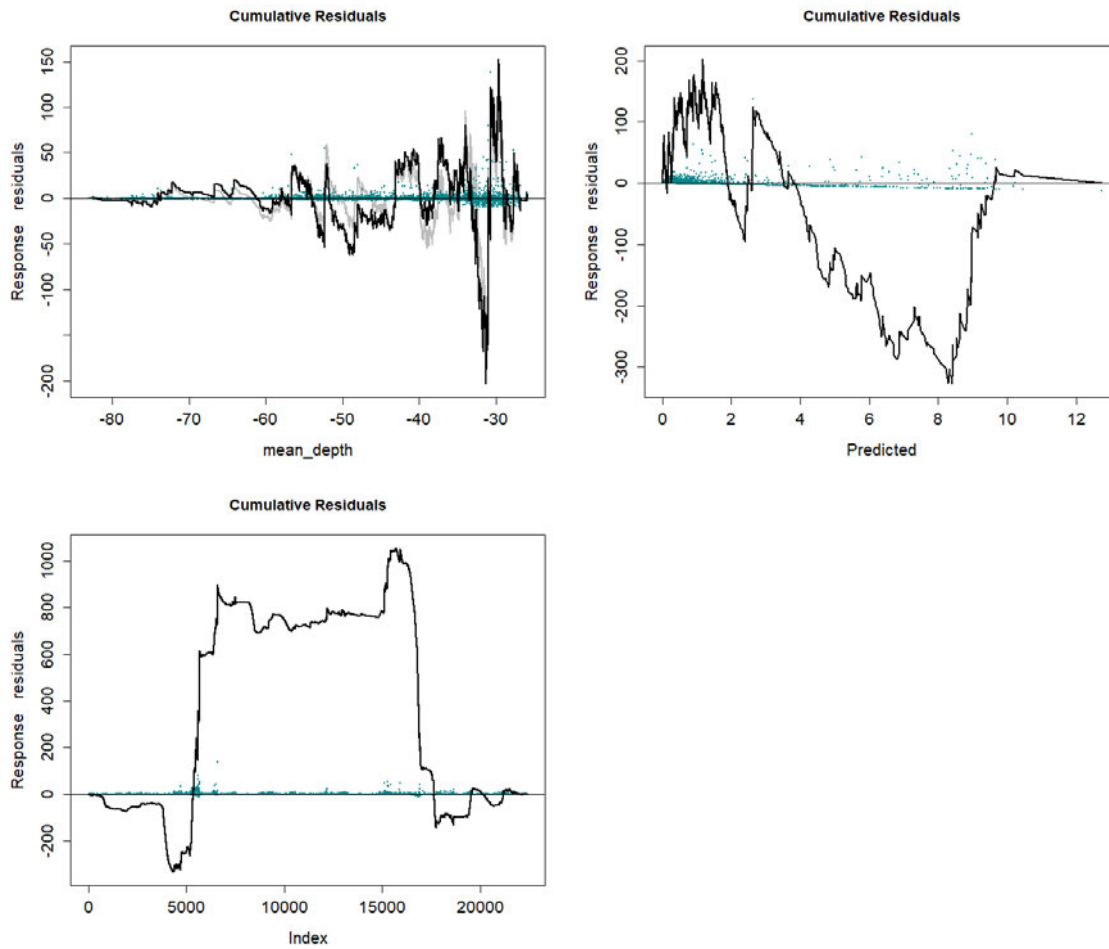 Cumulative Residuals
150
100
50
0
-50
-100
-200
Response residuals
-80 -70 -60 -50 -40 -30
mean_depth
Cumulative Residuals
200
100
0
-100
-200
-300
Response residuals
0 2 4 6 8 10 12
Predicted
Cumulative Residuals
1000
800
600
400
200
0
-200
Response residuals
0 5000 10000 15000 20000
Index